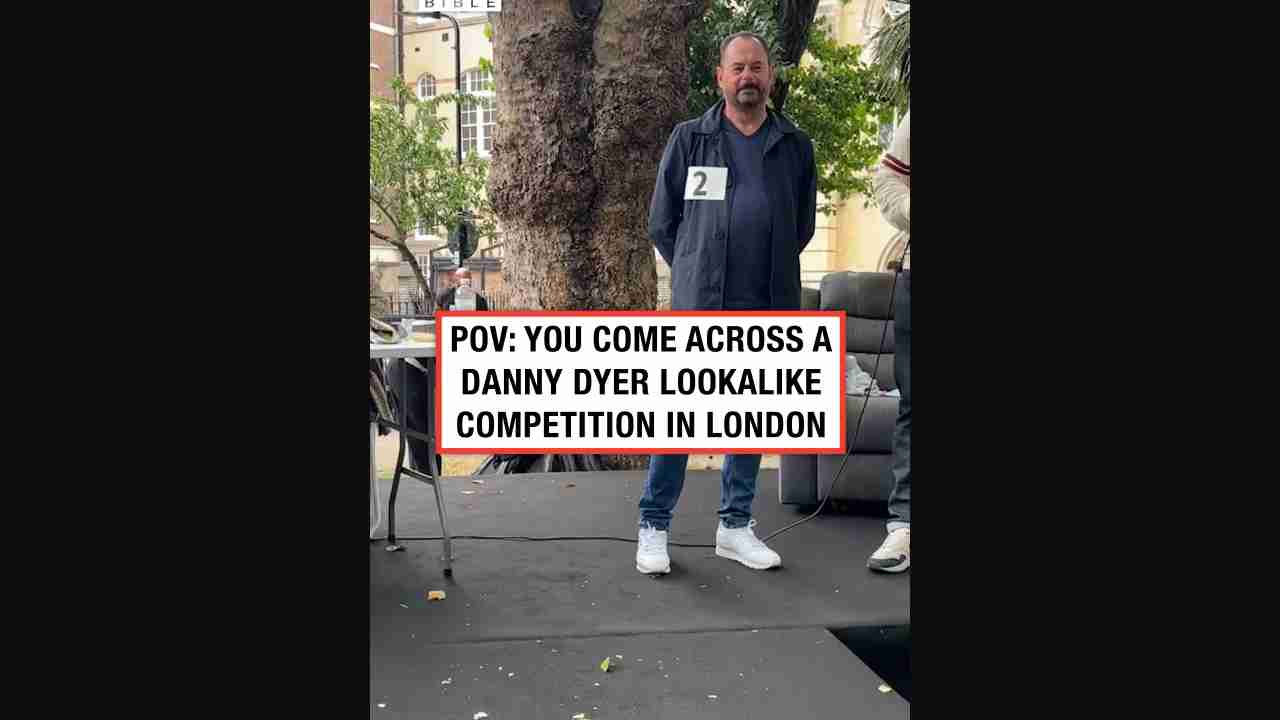 BIBLE
2
POV: YOU COME ACROSS A
DANNY DYER LOOKALIKE
COMPETITION IN LONDON